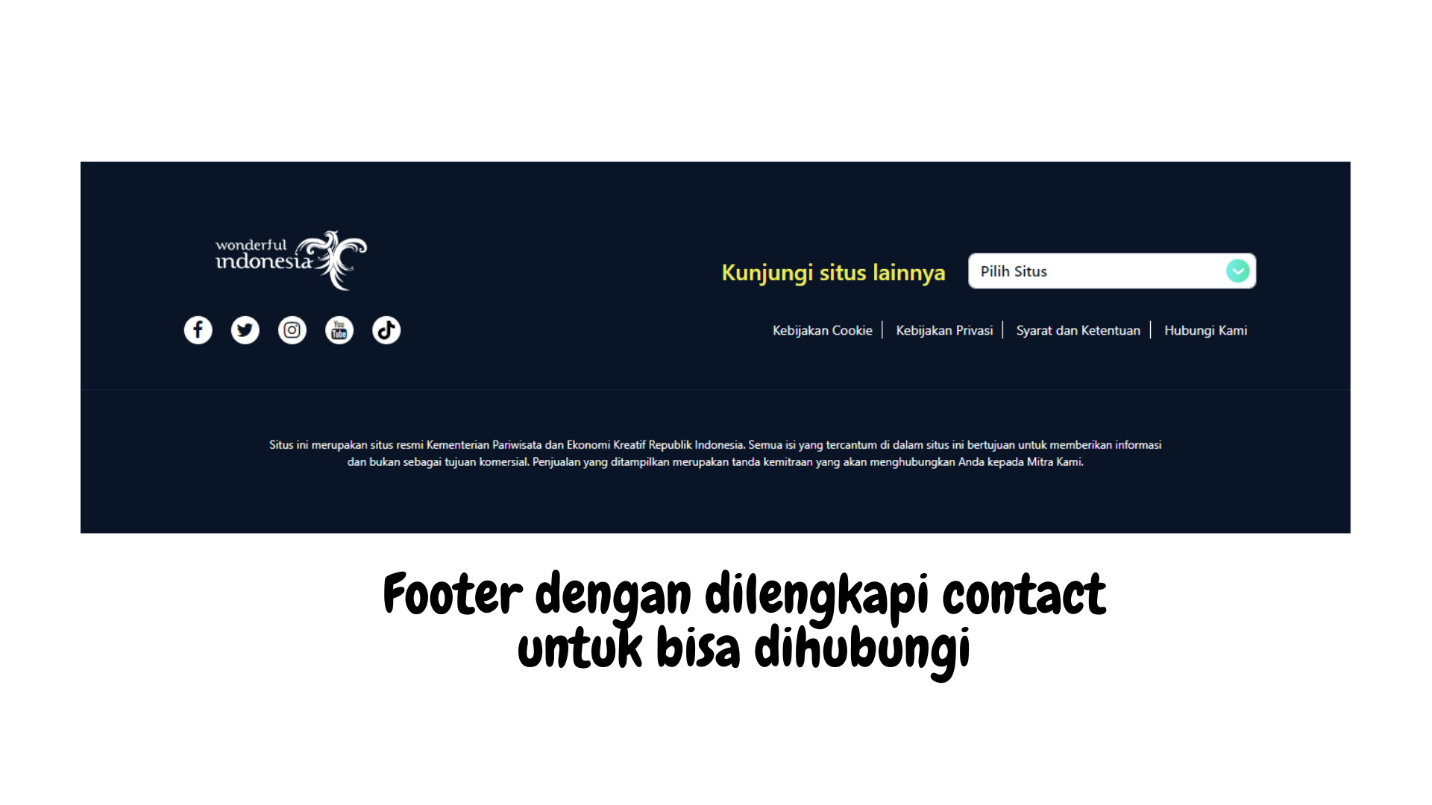 wonderful
indonesia
Kunjungi situs lainnya
Pilih Situs
You
Tube
Kebijakan Cookie
Kebijakan Privasi
Syarat dan Ketentuan
Hubungi Kami
Situs ini merupakan situs resmi Kementerian Pariwisata dan Ekonomi Kreatif Republik Indonesia. Semua isi yang tercantum di dalam situs ini bertujuan untuk memberikan informasi
dan bukan sebagai tujuan komersial. Penjualan yang ditampilkan merupakan tanda kemitraan yang akan menghubungkan Anda kepada Mitra Kami.
Footer dengan dilengkapi contact
untuk bisa dihubungi